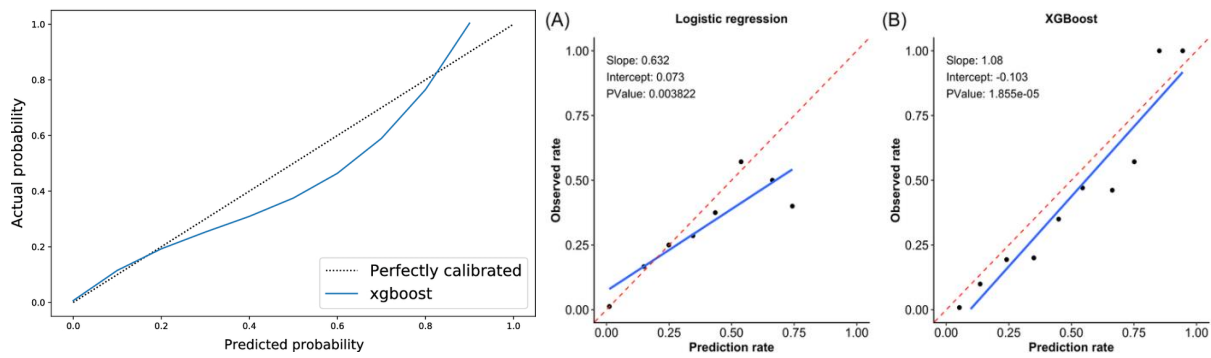 1.0
0.8
0.6
0.4
0.2
0.0
Actual probability
0.0 0.2 0.4 0.6 0.8 1.0
Predicted probability
Perfectly calibrated
xgboost
(A) Logistic regression
Slope: 0.632
Intercept: 0.073
PValue: 0.003822
1.00
0.75
0.50
0.25
0.00
Observed rate
0.00 0.25 0.50 0.75 1.00
Prediction rate
(B) XGBoost
Slope: 1.08
Intercept: -0.103
PValue: 1.855e-05
1.00
0.75
0.50
0.25
0.00
Observed rate
0.00 0.25 0.50 0.75 1.00
Prediction rate